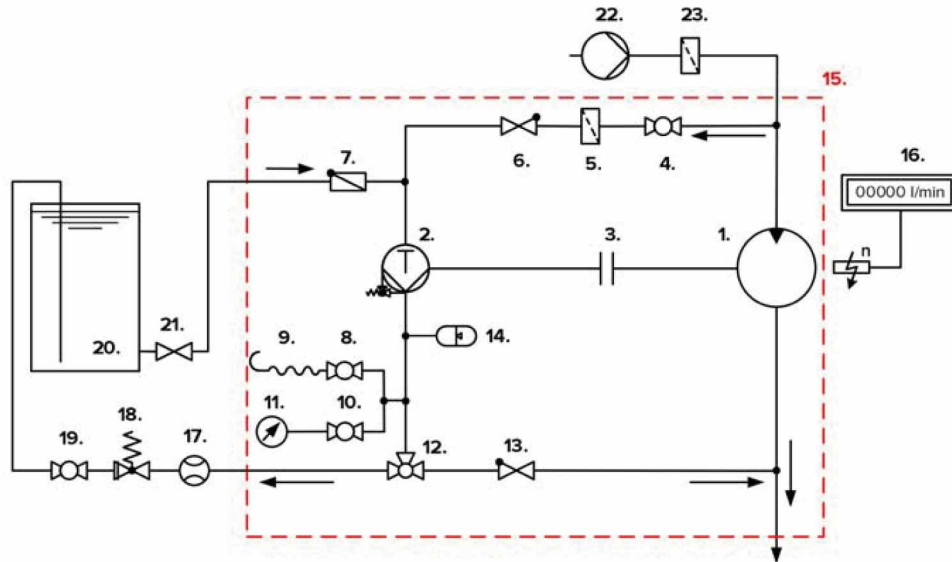 22. 23.
15.
16.
00000 l/min
7.
6. 5. 4.
2. 3. 1.
n
T
21.
20.
9. 8.
14.
11. 10.
18.
19. 17.
12. 13.